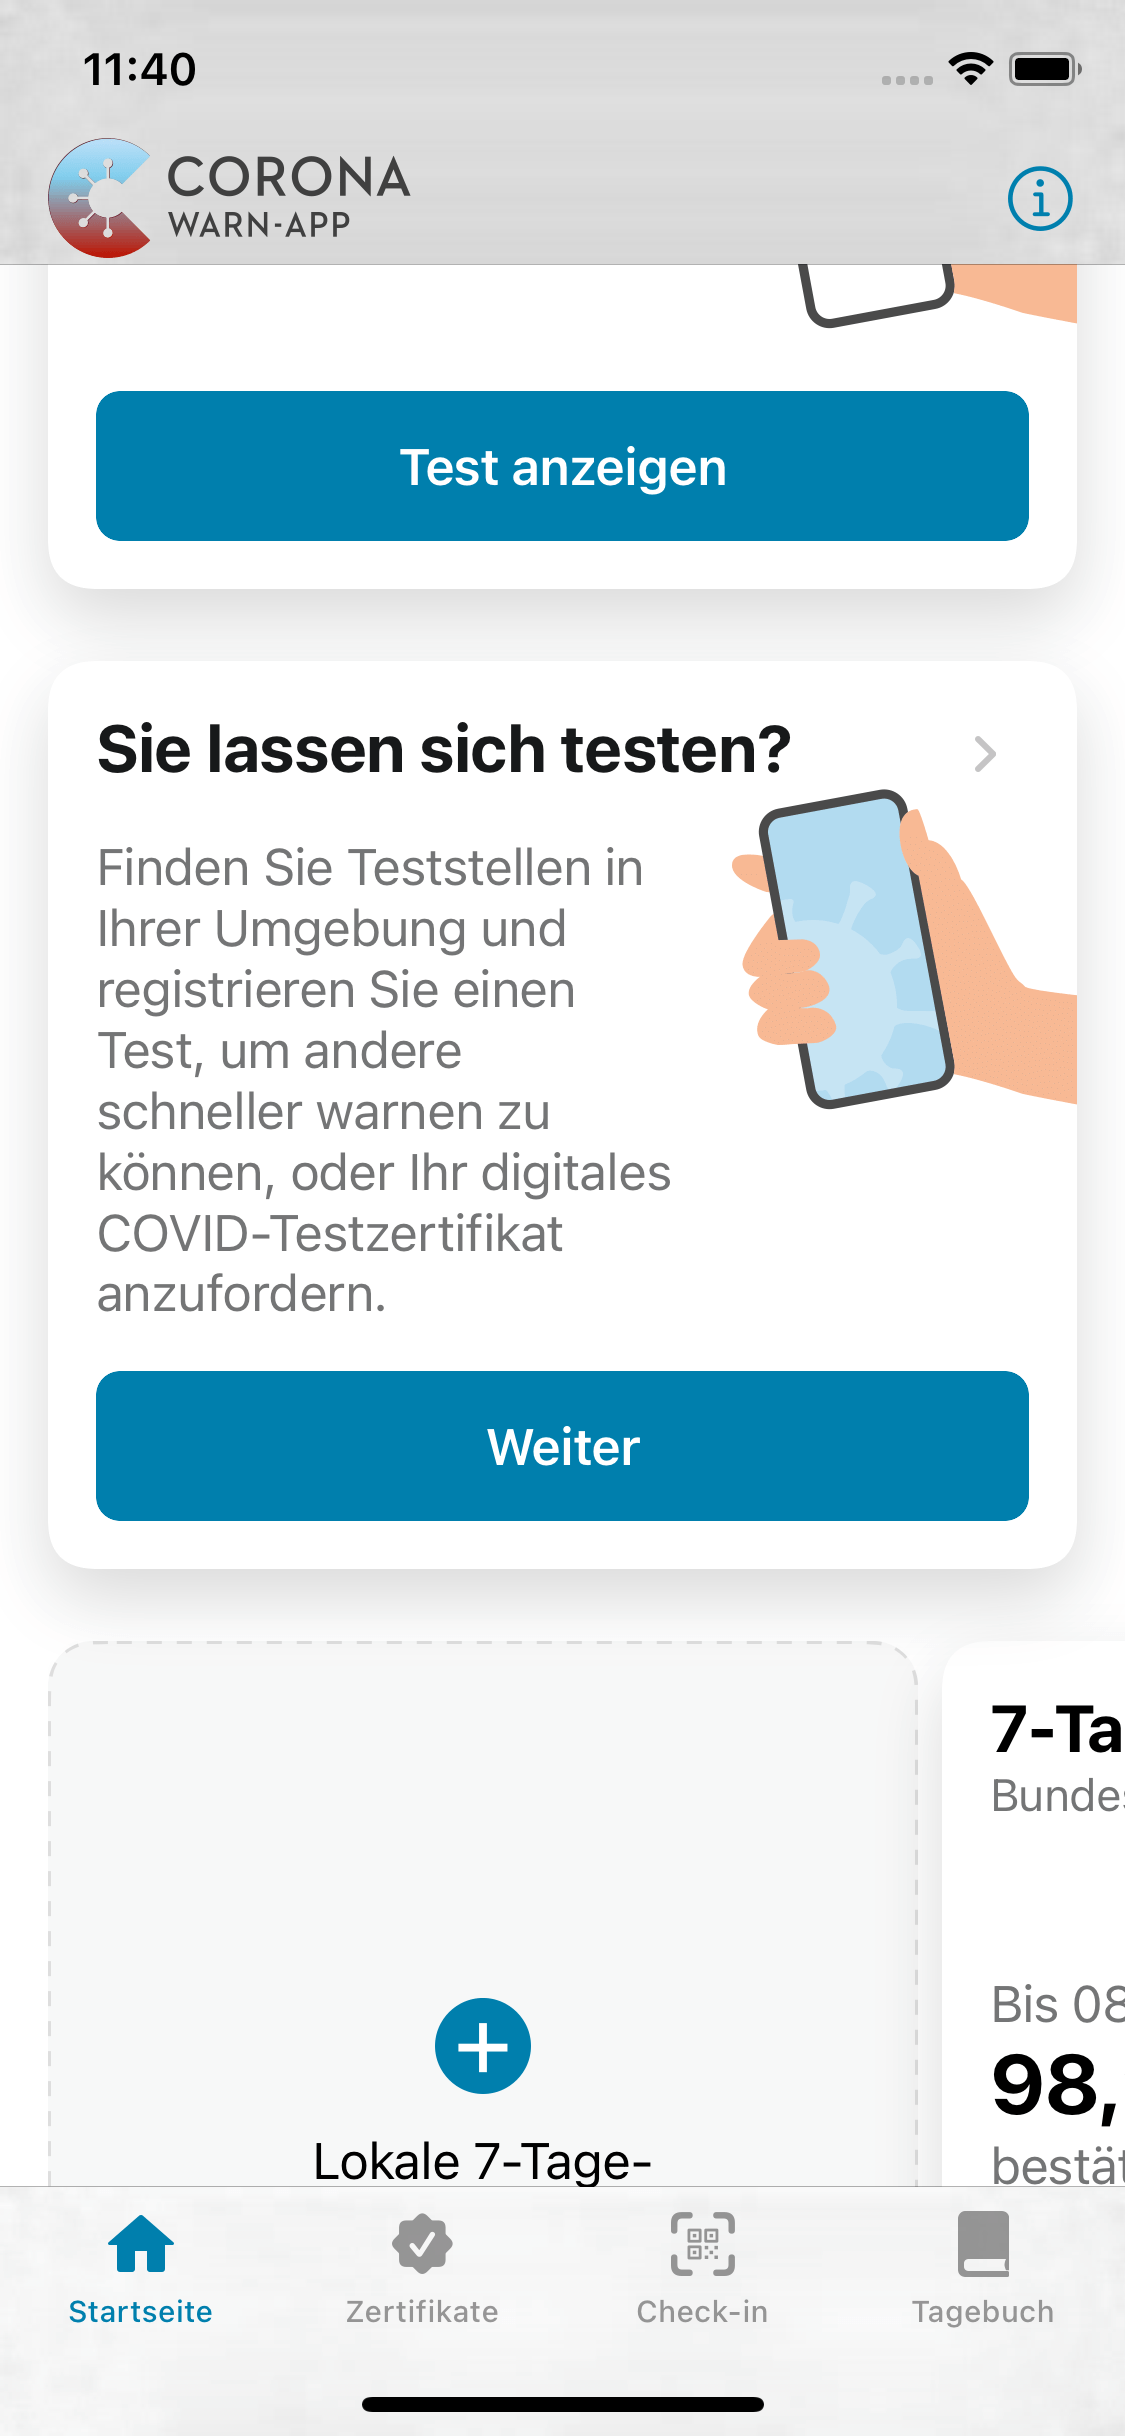 11:40
CORONA
WARN-APP
Test anzeigen
Sie lassen sich testen?
Finden Sie Teststellen in
Ihrer Umgebung und
registrieren Sie einen
Test, um andere
schneller warnen zu
können, oder Ihr digitales
COVID-Testzertifikat
anzufordern.
Weiter
7-Ta
Bundes
Bis 08
98,
bestät
Lokale 7-Tage-
Startseite
Zertifikate
Check-in
Tagebuch